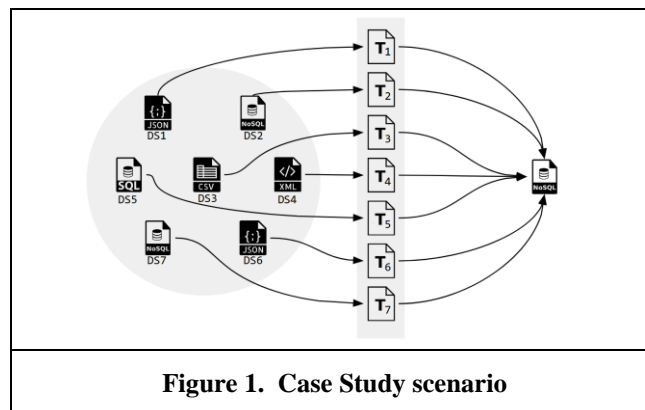 T1
T2
{;}
JSON
DS1
NoSQL
DS2
T3
SQL
DS5
CSV
DS3
</>
XML
DS4
T4
NoSQL
T5
NoSQL
DS7
{;}
JSON
DS6
T6
T7
Figure 1. Case Study scenario